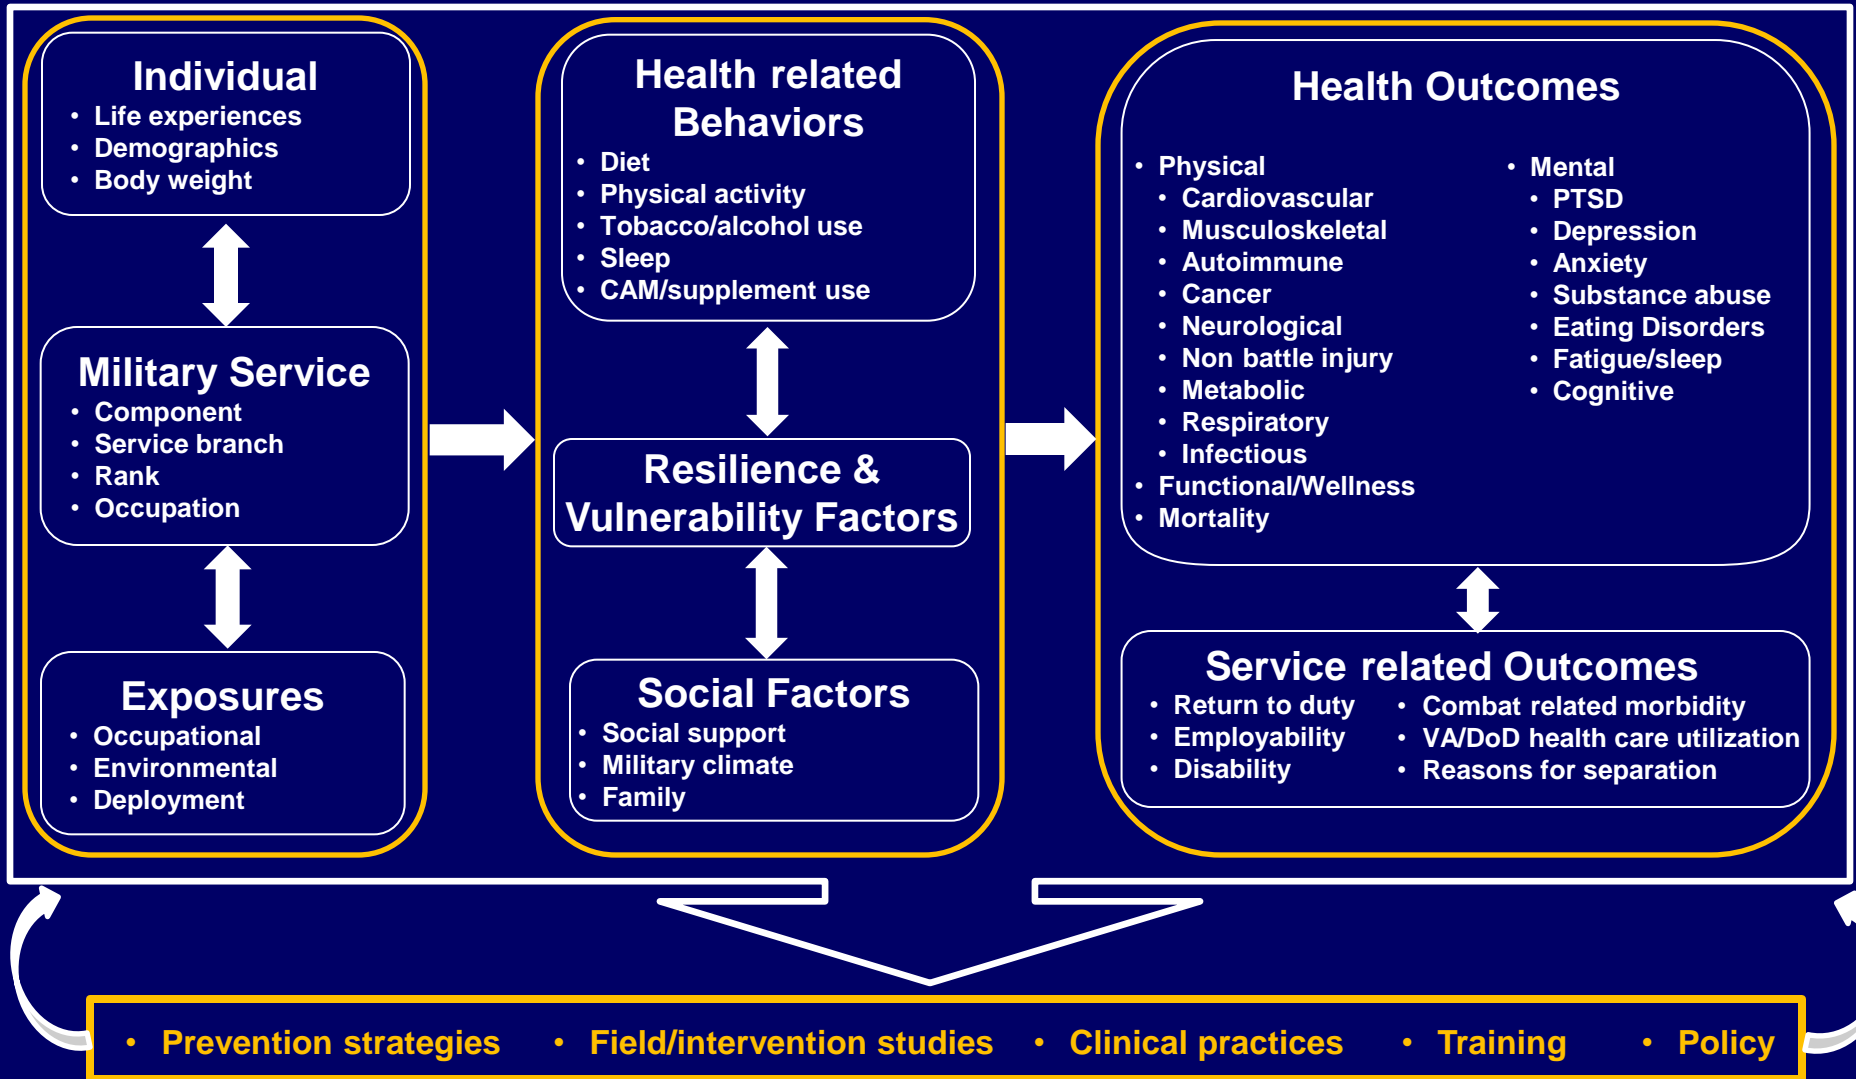 Individual
• Life experiences
• Demographics
• Body weight
Military Service
• Component
• Service branch
• Rank
• Occupation
Exposures
• Occupational
• Environmental
• Deployment
Health related
Behaviors
• Diet
• Physical activity
• Tobacco/alcohol use
• Sleep
• CAM/supplement use
Resilience &
Vulnerability Factors
Social Factors
• Social support
• Military climate
• Family
Health Outcomes
• Physical
• Cardiovascular
• Musculoskeletal
• Autoimmune
• Cancer
• Neurological
• Non battle injury
• Metabolic
• Respiratory
• Infectious
• Functional/Wellness
• Mortality
• Mental
• PTSD
• Depression
• Anxiety
• Substance abuse
• Eating Disorders
• Fatigue/sleep
• Cognitive
Service related Outcomes
• Return to duty
• Employability
• Disability
• Combat related morbidity
• VA/DoD health care utilization
• Reasons for separation
• Prevention strategies • Field/intervention studies • Clinical practices • Training • Policy